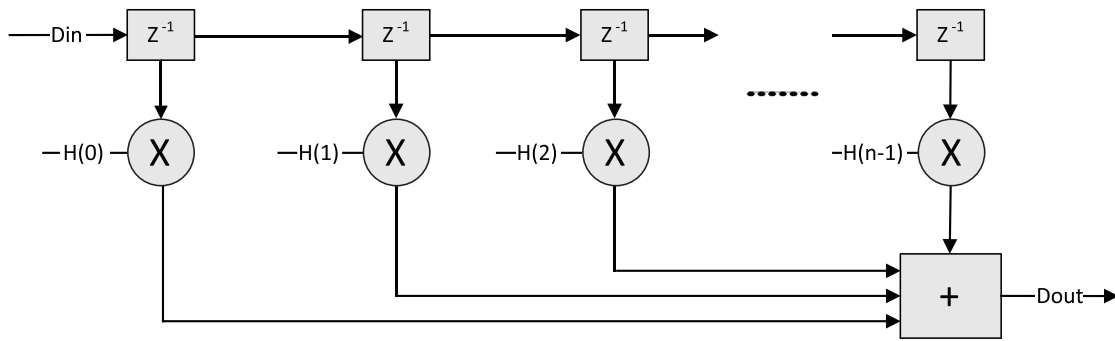 Din Z⁻¹ Z⁻¹ Z⁻¹ Z⁻¹
H(0) X H(1) X H(2) X H(n-1) X
+ Dout